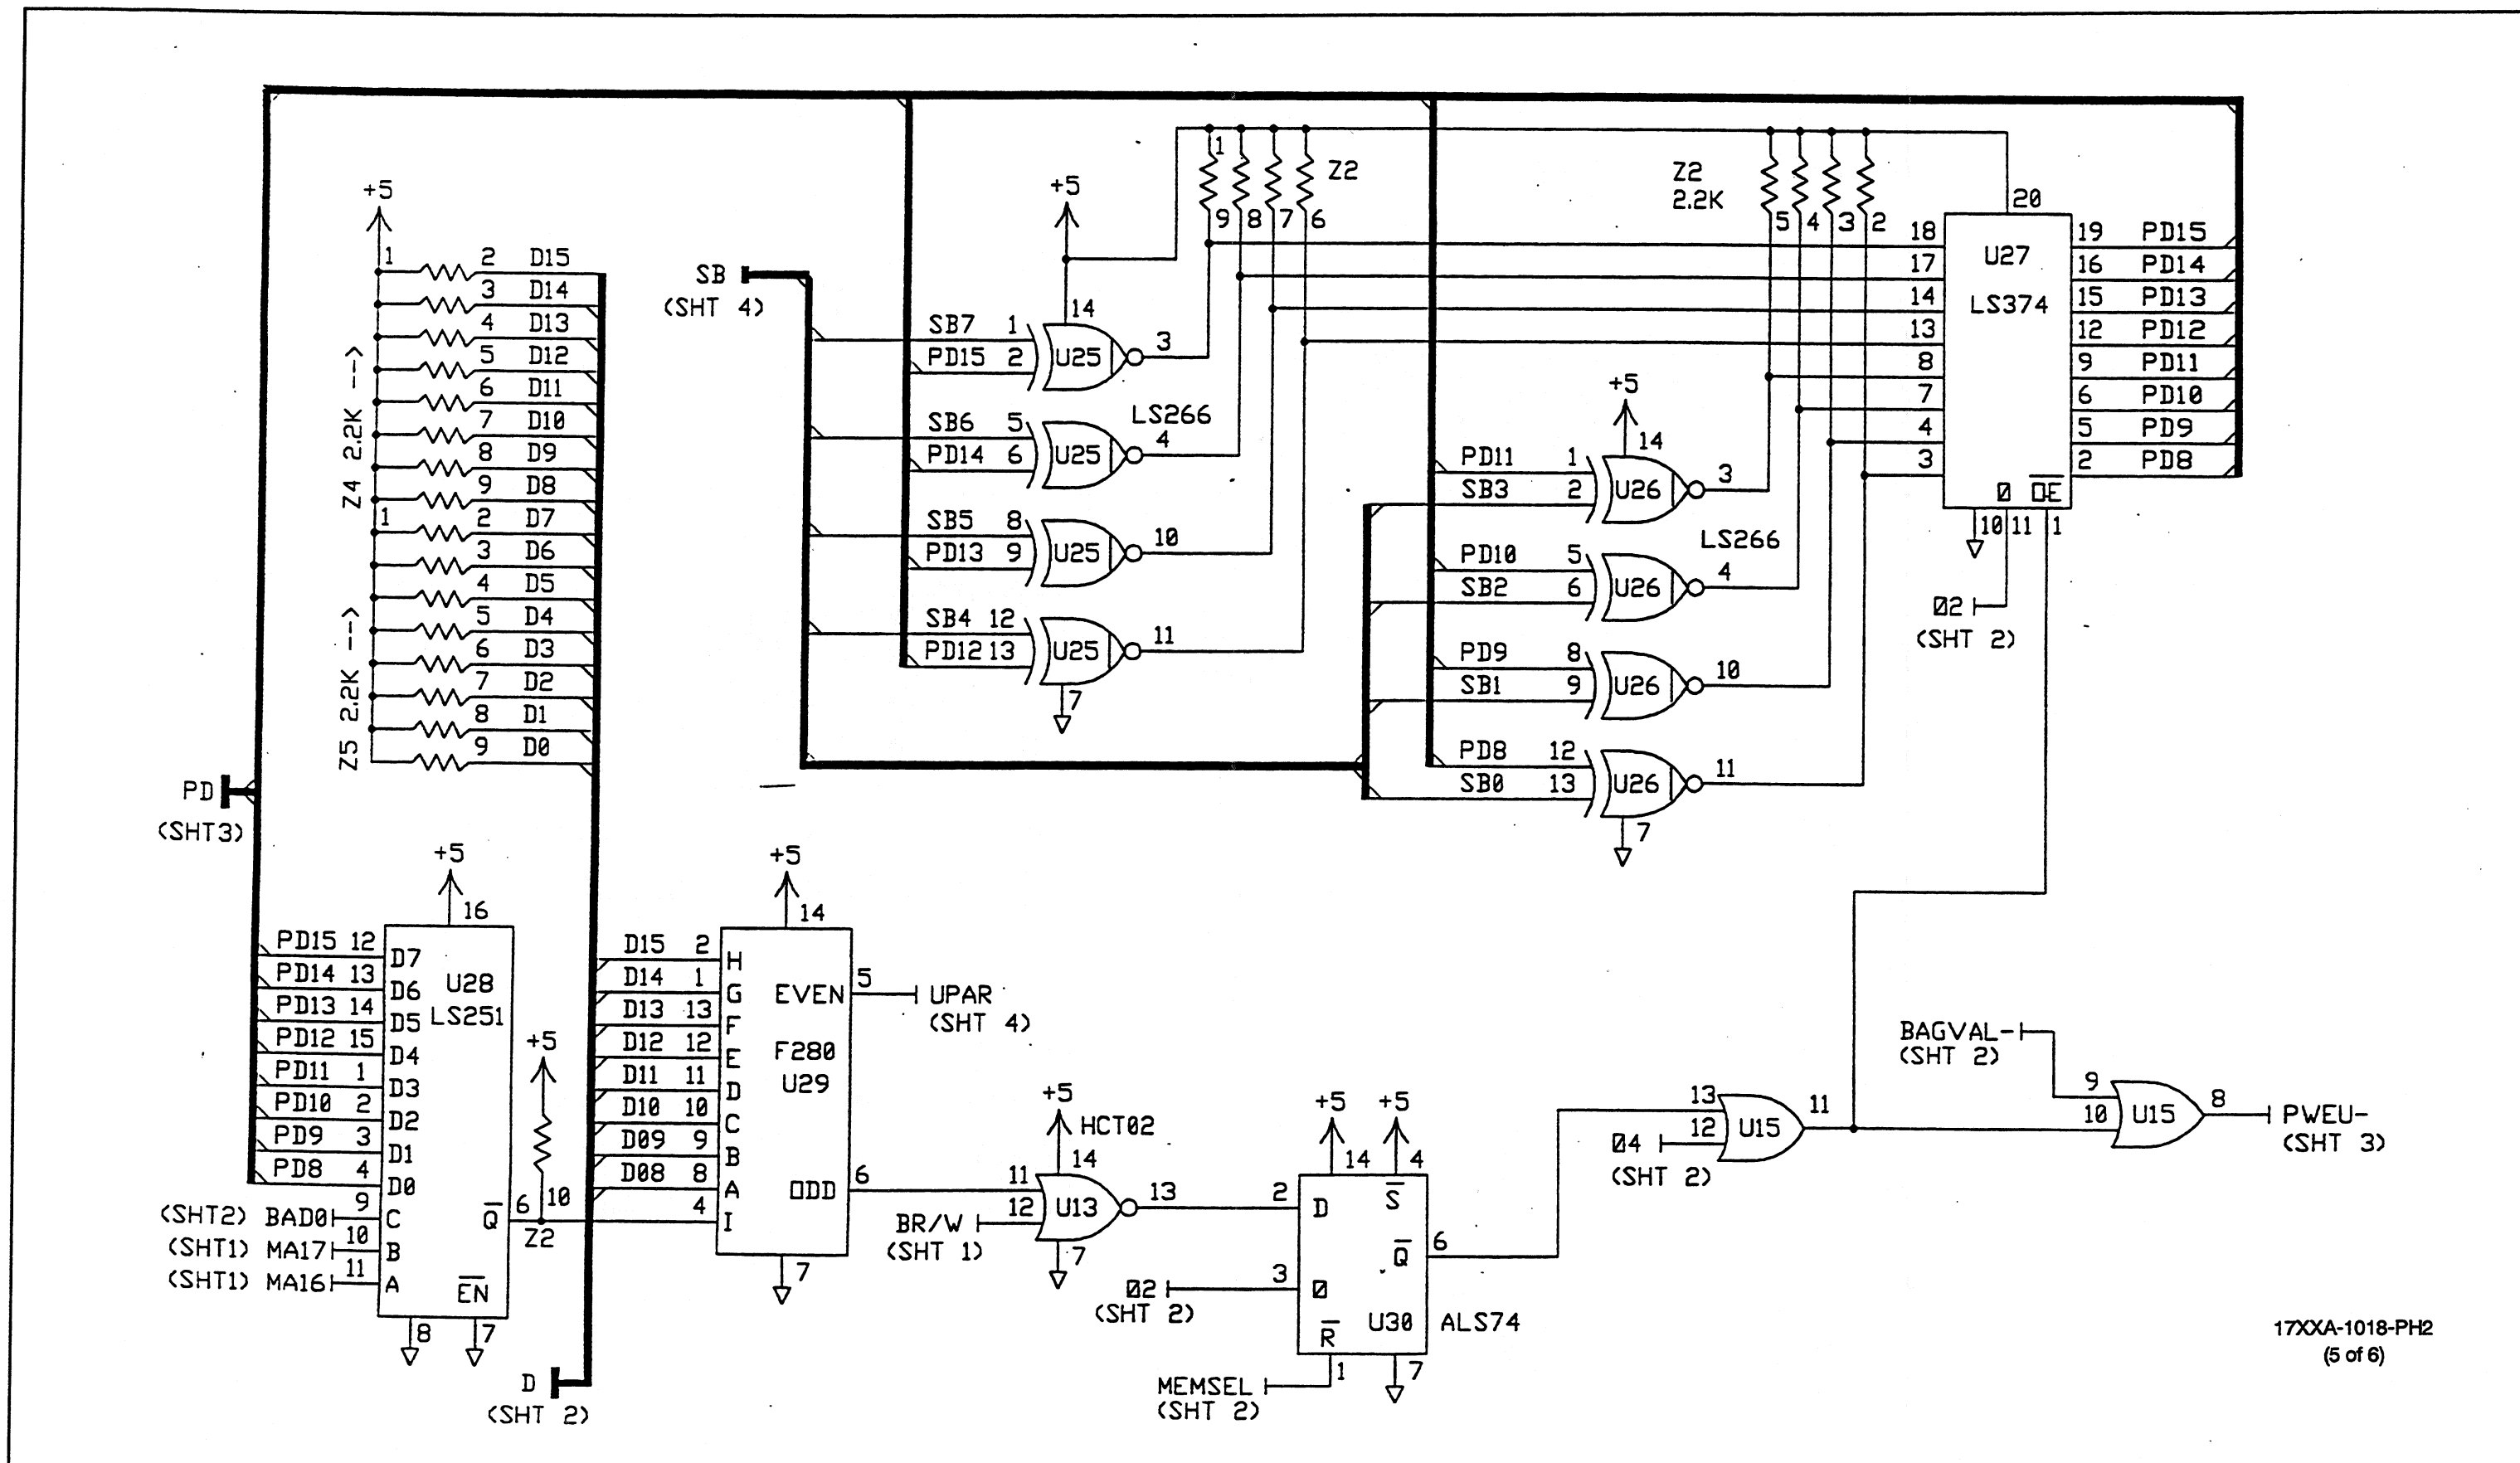 +5
1
2 D15
3 D14
4 D13
5 D12
6 D11
7 D10
8 D9
9 D8
1
2 D7
3 D6
4 D5
5 D4
6 D3
7 D2
8 D1
9 D0
Z4 2.2K -->
Z5 2.2K -->
PD
(SHT3)
SB
(SHT 4)
+5
14
SB7 1
PD15 2
U25
3
LS266
SB6 5
PD14 6
U25
4
SB5 8
PD13 9
U25
10
SB4 12
PD12 13
U25
11
7
1
9 8 7 6
Z2
Z2
2.2K
5 4 3 2
+5
14
PD11 1
SB3 2
U26
3
LS266
PD10 5
SB2 6
U26
4
PD9 8
SB1 9
U26
10
PD8 12
SB0 13
U26
11
7
20
U27
LS374
18
17
14
13
8
7
4
3
19 PD15
16 PD14
15 PD13
12 PD12
9 PD11
6 PD10
5 PD9
2 PD8
Ø OE
10 11 1
Ø2
(SHT 2)
+5
16
PD15 12 D7
PD14 13 D6
PD13 14 D5
PD12 15 D4
PD11 1 D3
PD10 2 D2
PD9 3 D1
PD8 4 D0
(SHT2) BAD0 9 C
(SHT1) MA17 10 B
(SHT1) MA16 11 A
U28
LS251
Q
6
EN
8
7
+5
10
Z2
D
(SHT 2)
+5
14
D15 2 H
D14 1 G
D13 13 F
D12 12 E
D11 11 D
D10 10 C
D09 9 B
D08 8 A
4 I
EVEN
5
UPAR
(SHT 4)
F280
U29
ODD
6
7
+5
HCT02
14
11
12
BR/W
(SHT 1)
U13
13
7
+5 +5
14 4
2 D
S
Q
6
3 Ø
Ø2
(SHT 2)
U30
ALS74
R
1
7
MEMSEL
(SHT 2)
13
12
Ø4
(SHT 2)
U15
11
BAGVAL-
(SHT 2)
9
10
U15
8
PWEU-
(SHT 3)
17XXA-1018-PH2
(5 of 6)